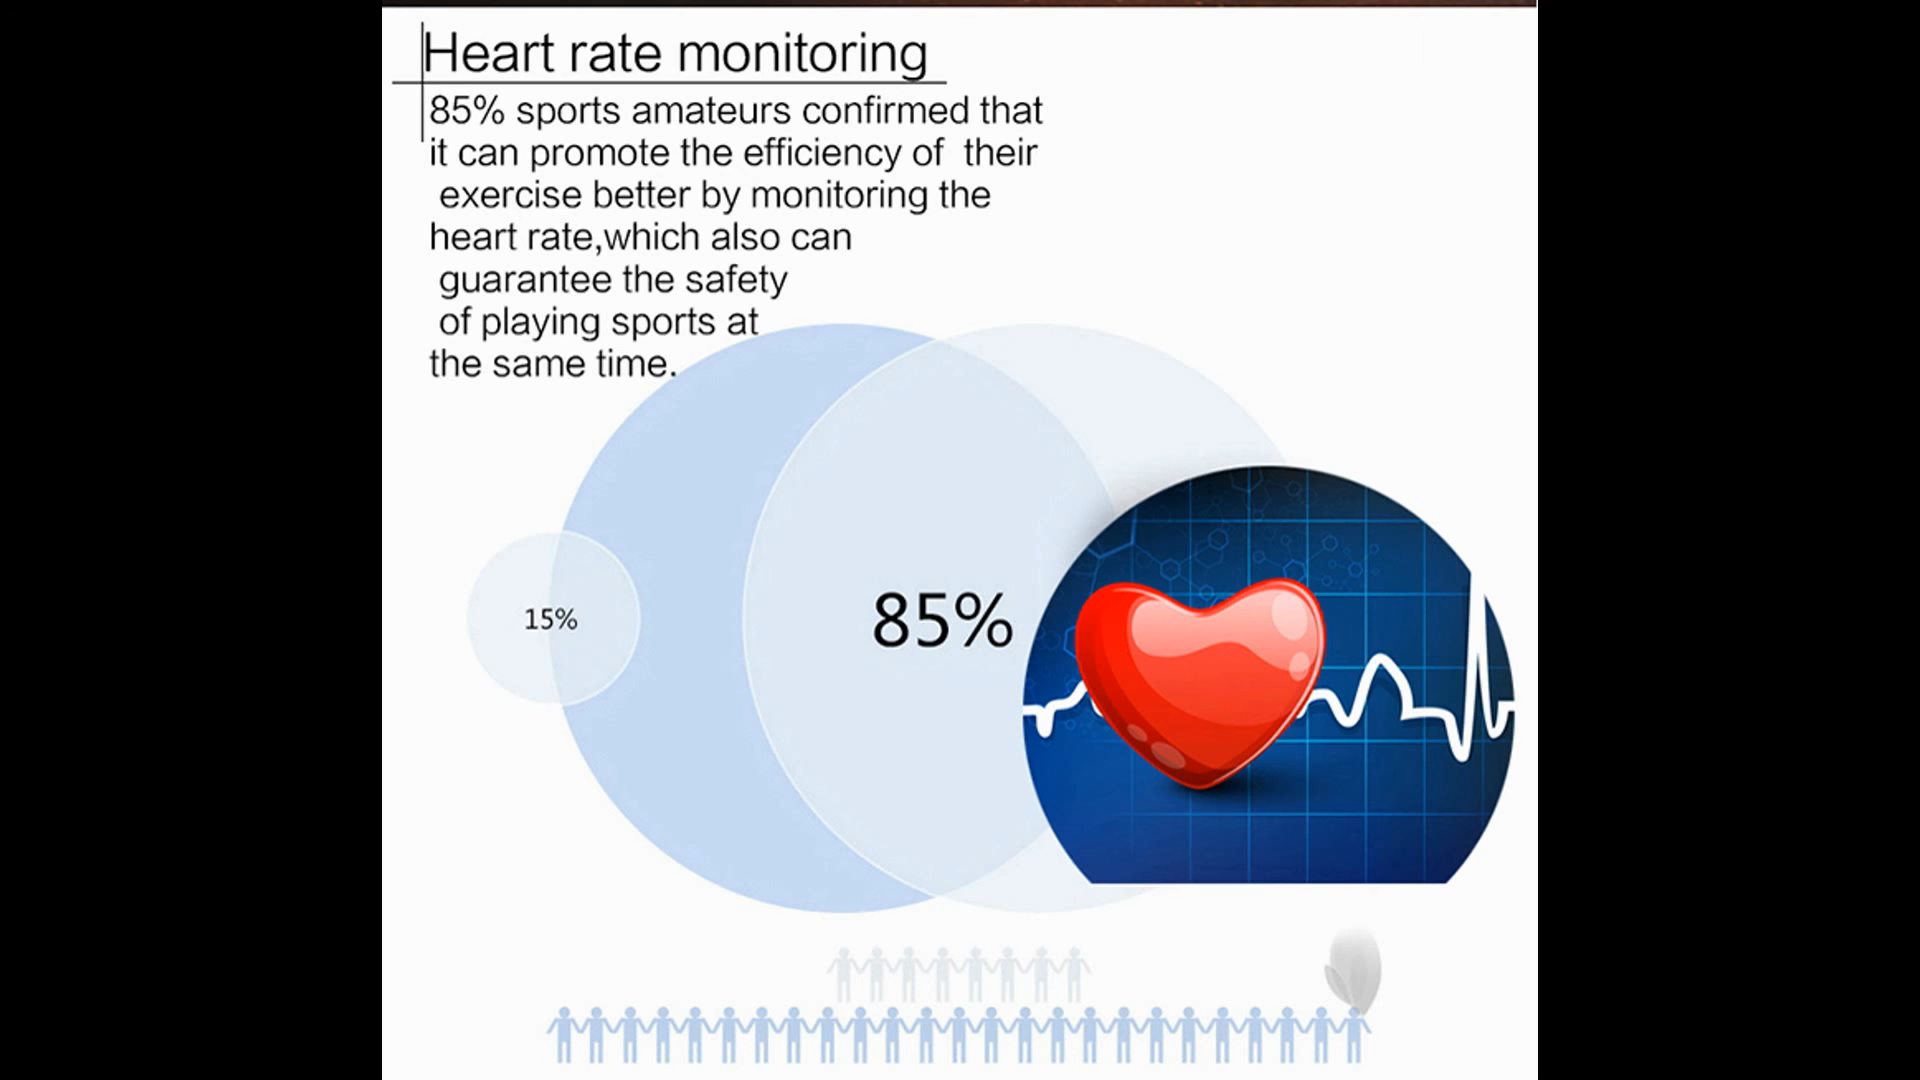 Heart rate monitoring
85% sports amateurs confirmed that
it can promote the efficiency of their
exercise better by monitoring the
heart rate,which also can
guarantee the safety
of playing sports at
the same time.
15%
85%